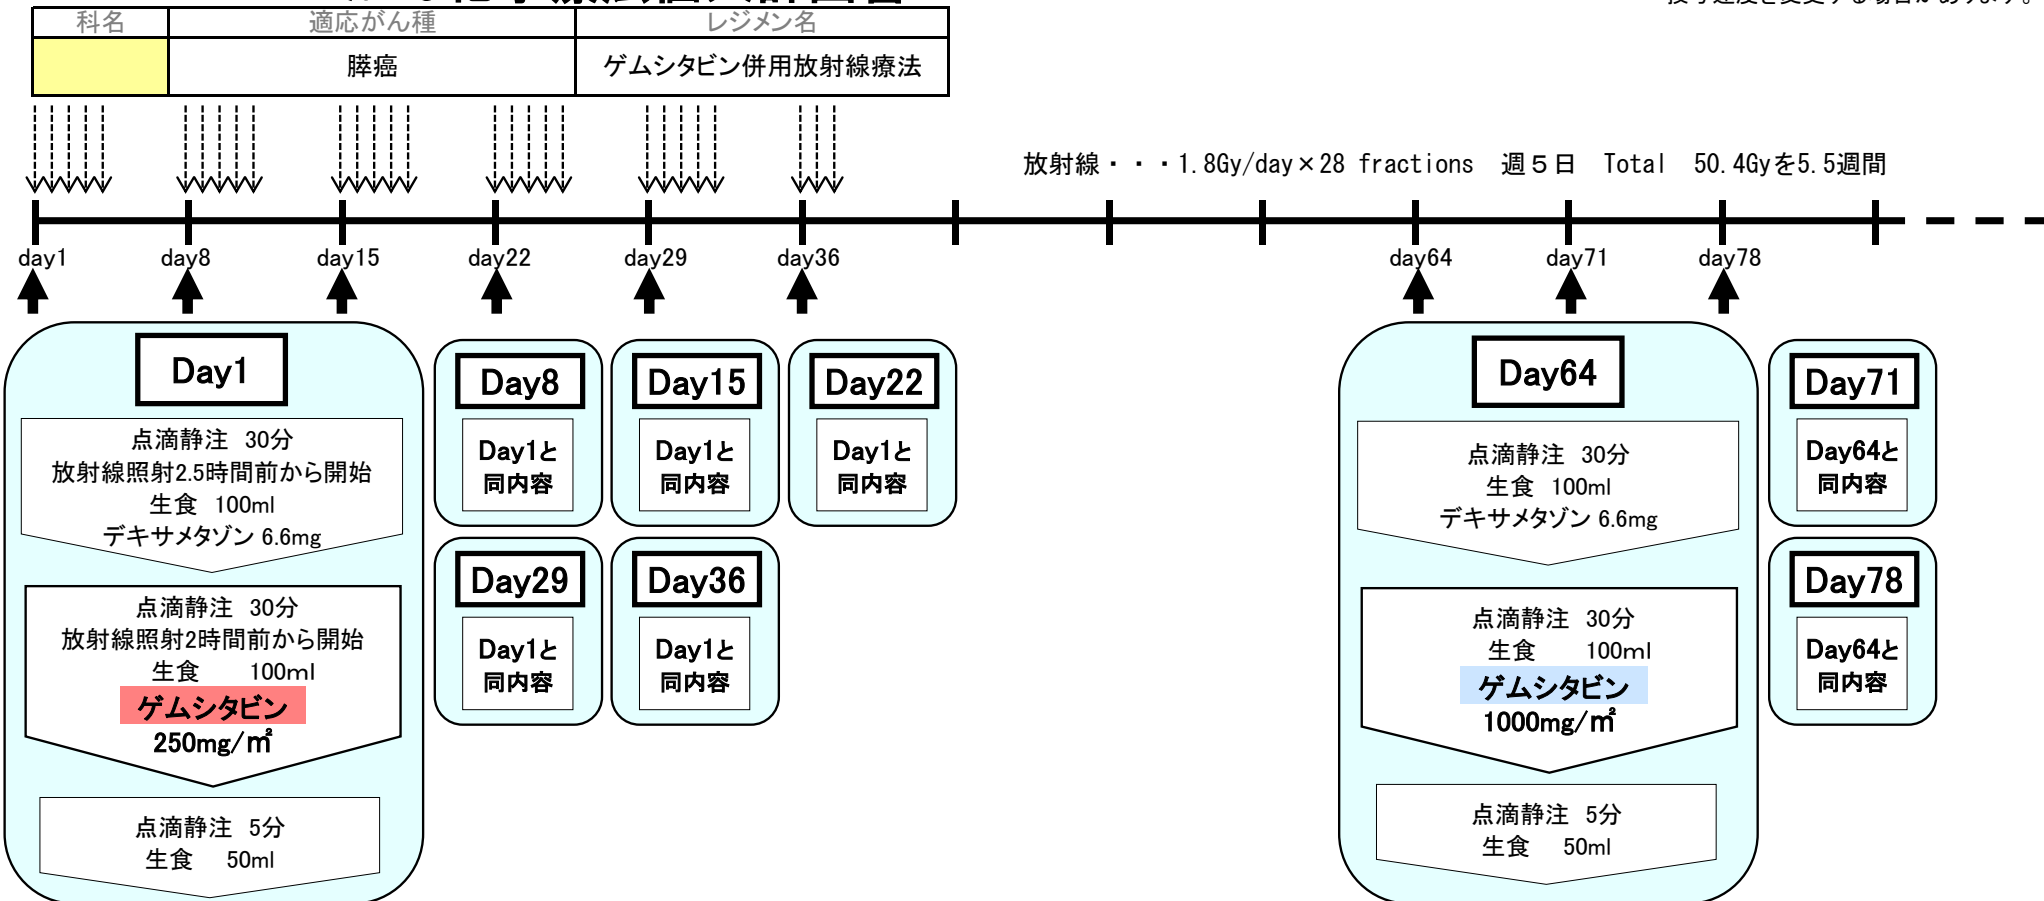 科名 適応がん種 レジメン名
膵癌 ゲムシタビン併用放射線療法
放射線・・・1.8Gy/day×28 fractions 週５日 Total 50.4Gyを5.5週間
day1 day8 day15 day22 day29 day36 day64 day71 day78
Day1
点滴静注 30分
放射線照射2.5時間前から開始
生食 100ml
デキサメタゾン 6.6mg
点滴静注 30分
放射線照射2時間前から開始
生食 100ml
ゲムシタビン
250mg/㎡
点滴静注 5分
生食 50ml
Day8
Day1と
同内容
Day15
Day1と
同内容
Day22
Day1と
同内容
Day29
Day1と
同内容
Day36
Day1と
同内容
Day64
点滴静注 30分
生食 100ml
デキサメタゾン 6.6mg
点滴静注 30分
生食 100ml
ゲムシタビン
1000mg/㎡
点滴静注 5分
生食 50ml
Day71
Day64と
同内容
Day78
Day64と
同内容